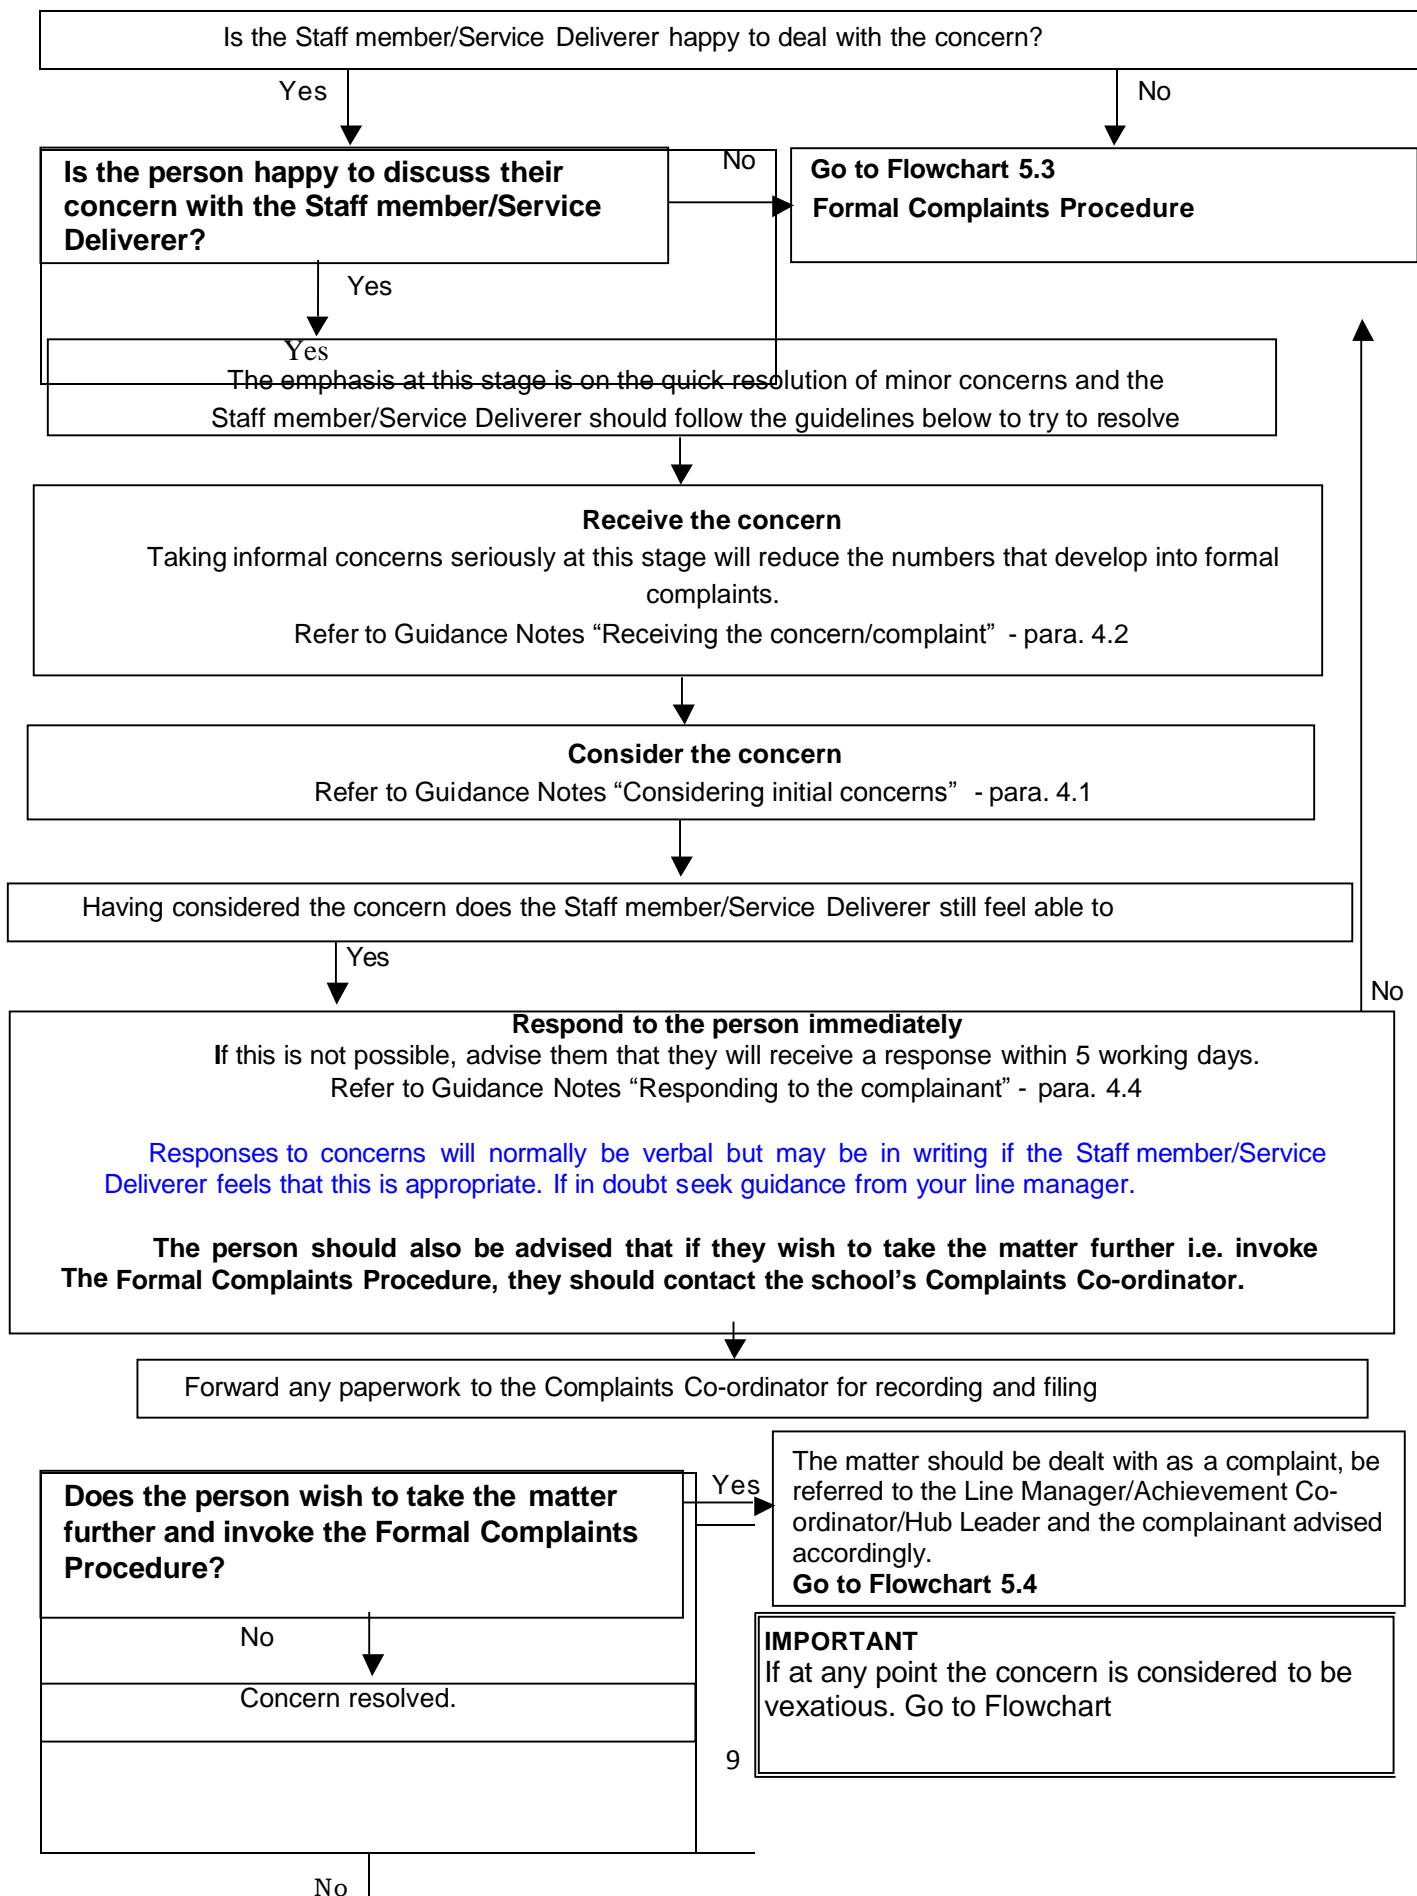 Is the Staff member/Service Deliverer happy to deal with the concern?
Yes
No
Is the person happy to discuss their
concern with the Staff member/Service
Deliverer?
No
Go to Flowchart 5.3
Formal Complaints Procedure
Yes
Yes
The emphasis at this stage is on the quick resolution of minor concerns and the
Staff member/Service Deliverer should follow the guidelines below to try to resolve
Receive the concern
Taking informal concerns seriously at this stage will reduce the numbers that develop into formal
complaints.
Refer to Guidance Notes “Receiving the concern/complaint” - para. 4.2
Consider the concern
Refer to Guidance Notes “Considering initial concerns” - para. 4.1
Having considered the concern does the Staff member/Service Deliverer still feel able to
Yes
No
Respond to the person immediately
If this is not possible, advise them that they will receive a response within 5 working days.
Refer to Guidance Notes “Responding to the complainant” - para. 4.4
Responses to concerns will normally be verbal but may be in writing if the Staff member/Service
Deliverer feels that this is appropriate. If in doubt seek guidance from your line manager.
The person should also be advised that if they wish to take the matter further i.e. invoke
The Formal Complaints Procedure, they should contact the school’s Complaints Co-ordinator.
Forward any paperwork to the Complaints Co-ordinator for recording and filing
Does the person wish to take the matter
further and invoke the Formal Complaints
Procedure?
Yes
The matter should be dealt with as a complaint, be
referred to the Line Manager/Achievement Co-
ordinator/Hub Leader and the complainant advised
accordingly.
Go to Flowchart 5.4
No
Concern resolved.
IMPORTANT
If at any point the concern is considered to be
vexatious. Go to Flowchart
9
No